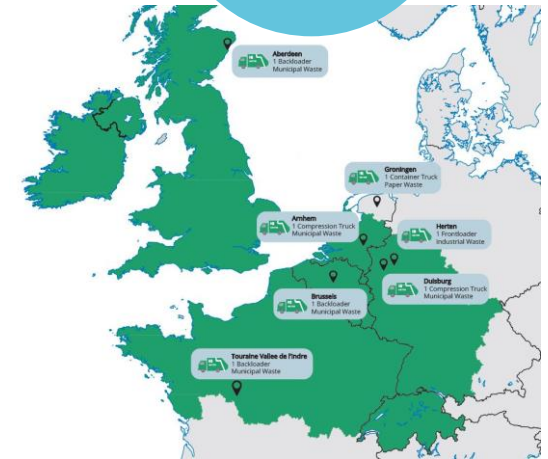 Aberdeen
1 Backloader
Municipal Waste
Groningen
1 Container Truck
Paper Waste
Arnhem
1 Compression Truck
Municipal Waste
Herten
1 Frontloader
Industrial Waste
Duisburg
1 Compression Truck
Municipal Waste
Brussels
1 Backloader
Municipal Waste
Touraine Vallee de l'Indre
1 Backloader
Municipal Waste